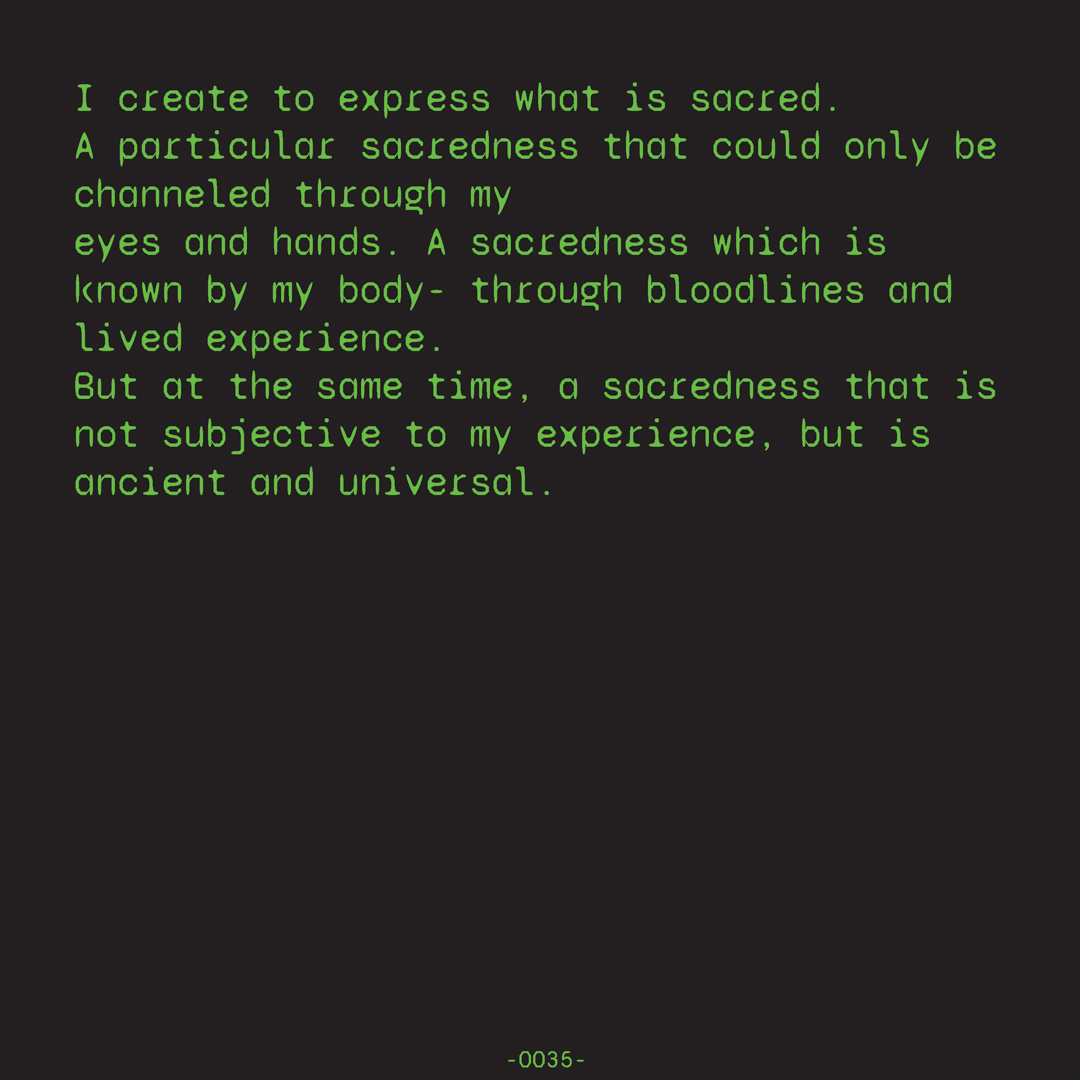 I create to express what is sacred.
A particular sacredness that could only be
channeled through my
eyes and hands. A sacredness which is
known by my body- through bloodlines and
lived experience.
But at the same time, a sacredness that is
not subjective to my experience, but is
ancient and universal.
-0035-